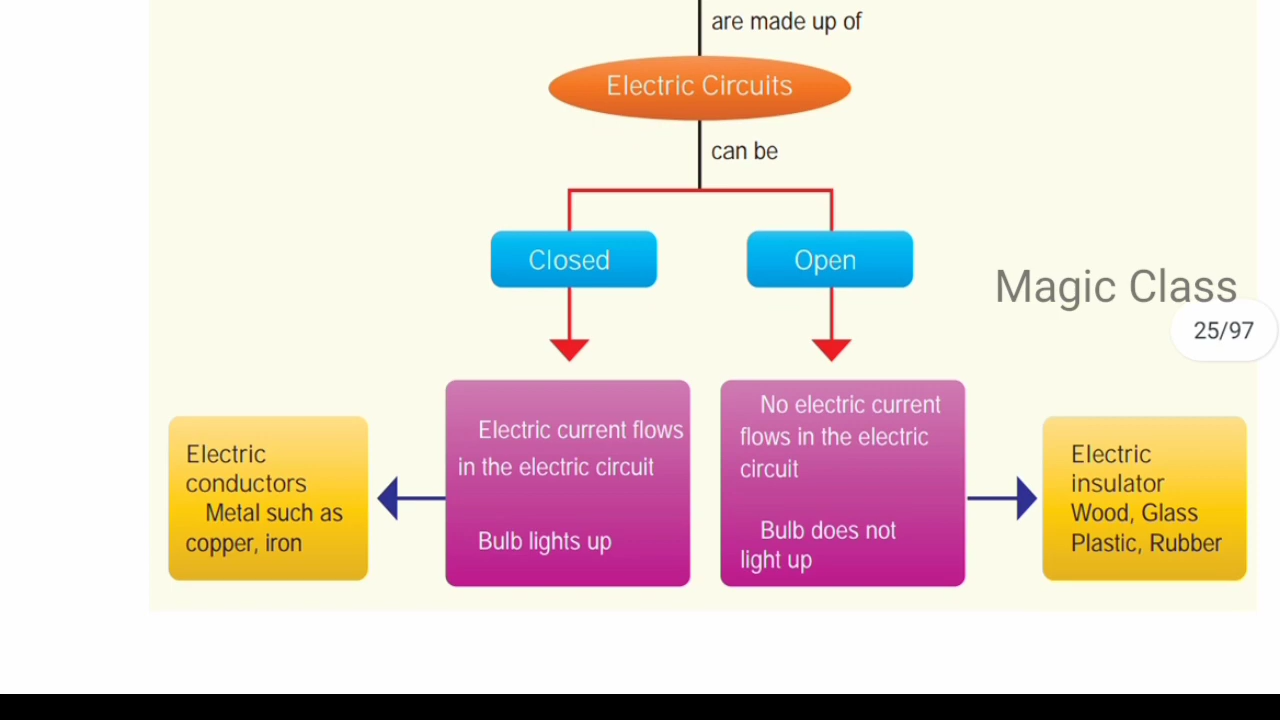 are made up of
Electric Circuits
can be
Closed
Open
Magic Class
25/97
Electric current flows
in the electric circuit
Bulb lights up
No electric current
flows in the electric
circuit
Bulb does not
light up
Electric
conductors
Metal such as
copper, iron
Electric
insulator
Wood, Glass
Plastic, Rubber